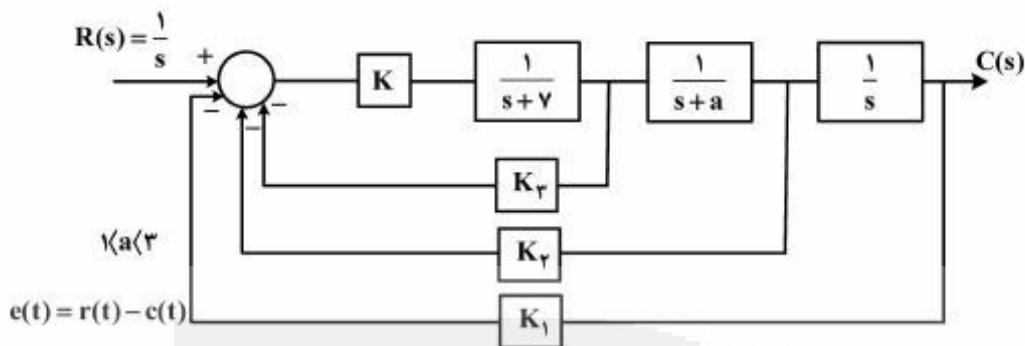 R(s) = ۱/s
+
−
−
−
K
۱/(s + ۷)
۱/(s + a)
۱/s
C(s)
K۳
K۲
۱⟨a⟨۳
e(t) = r(t) − c(t)
K۱